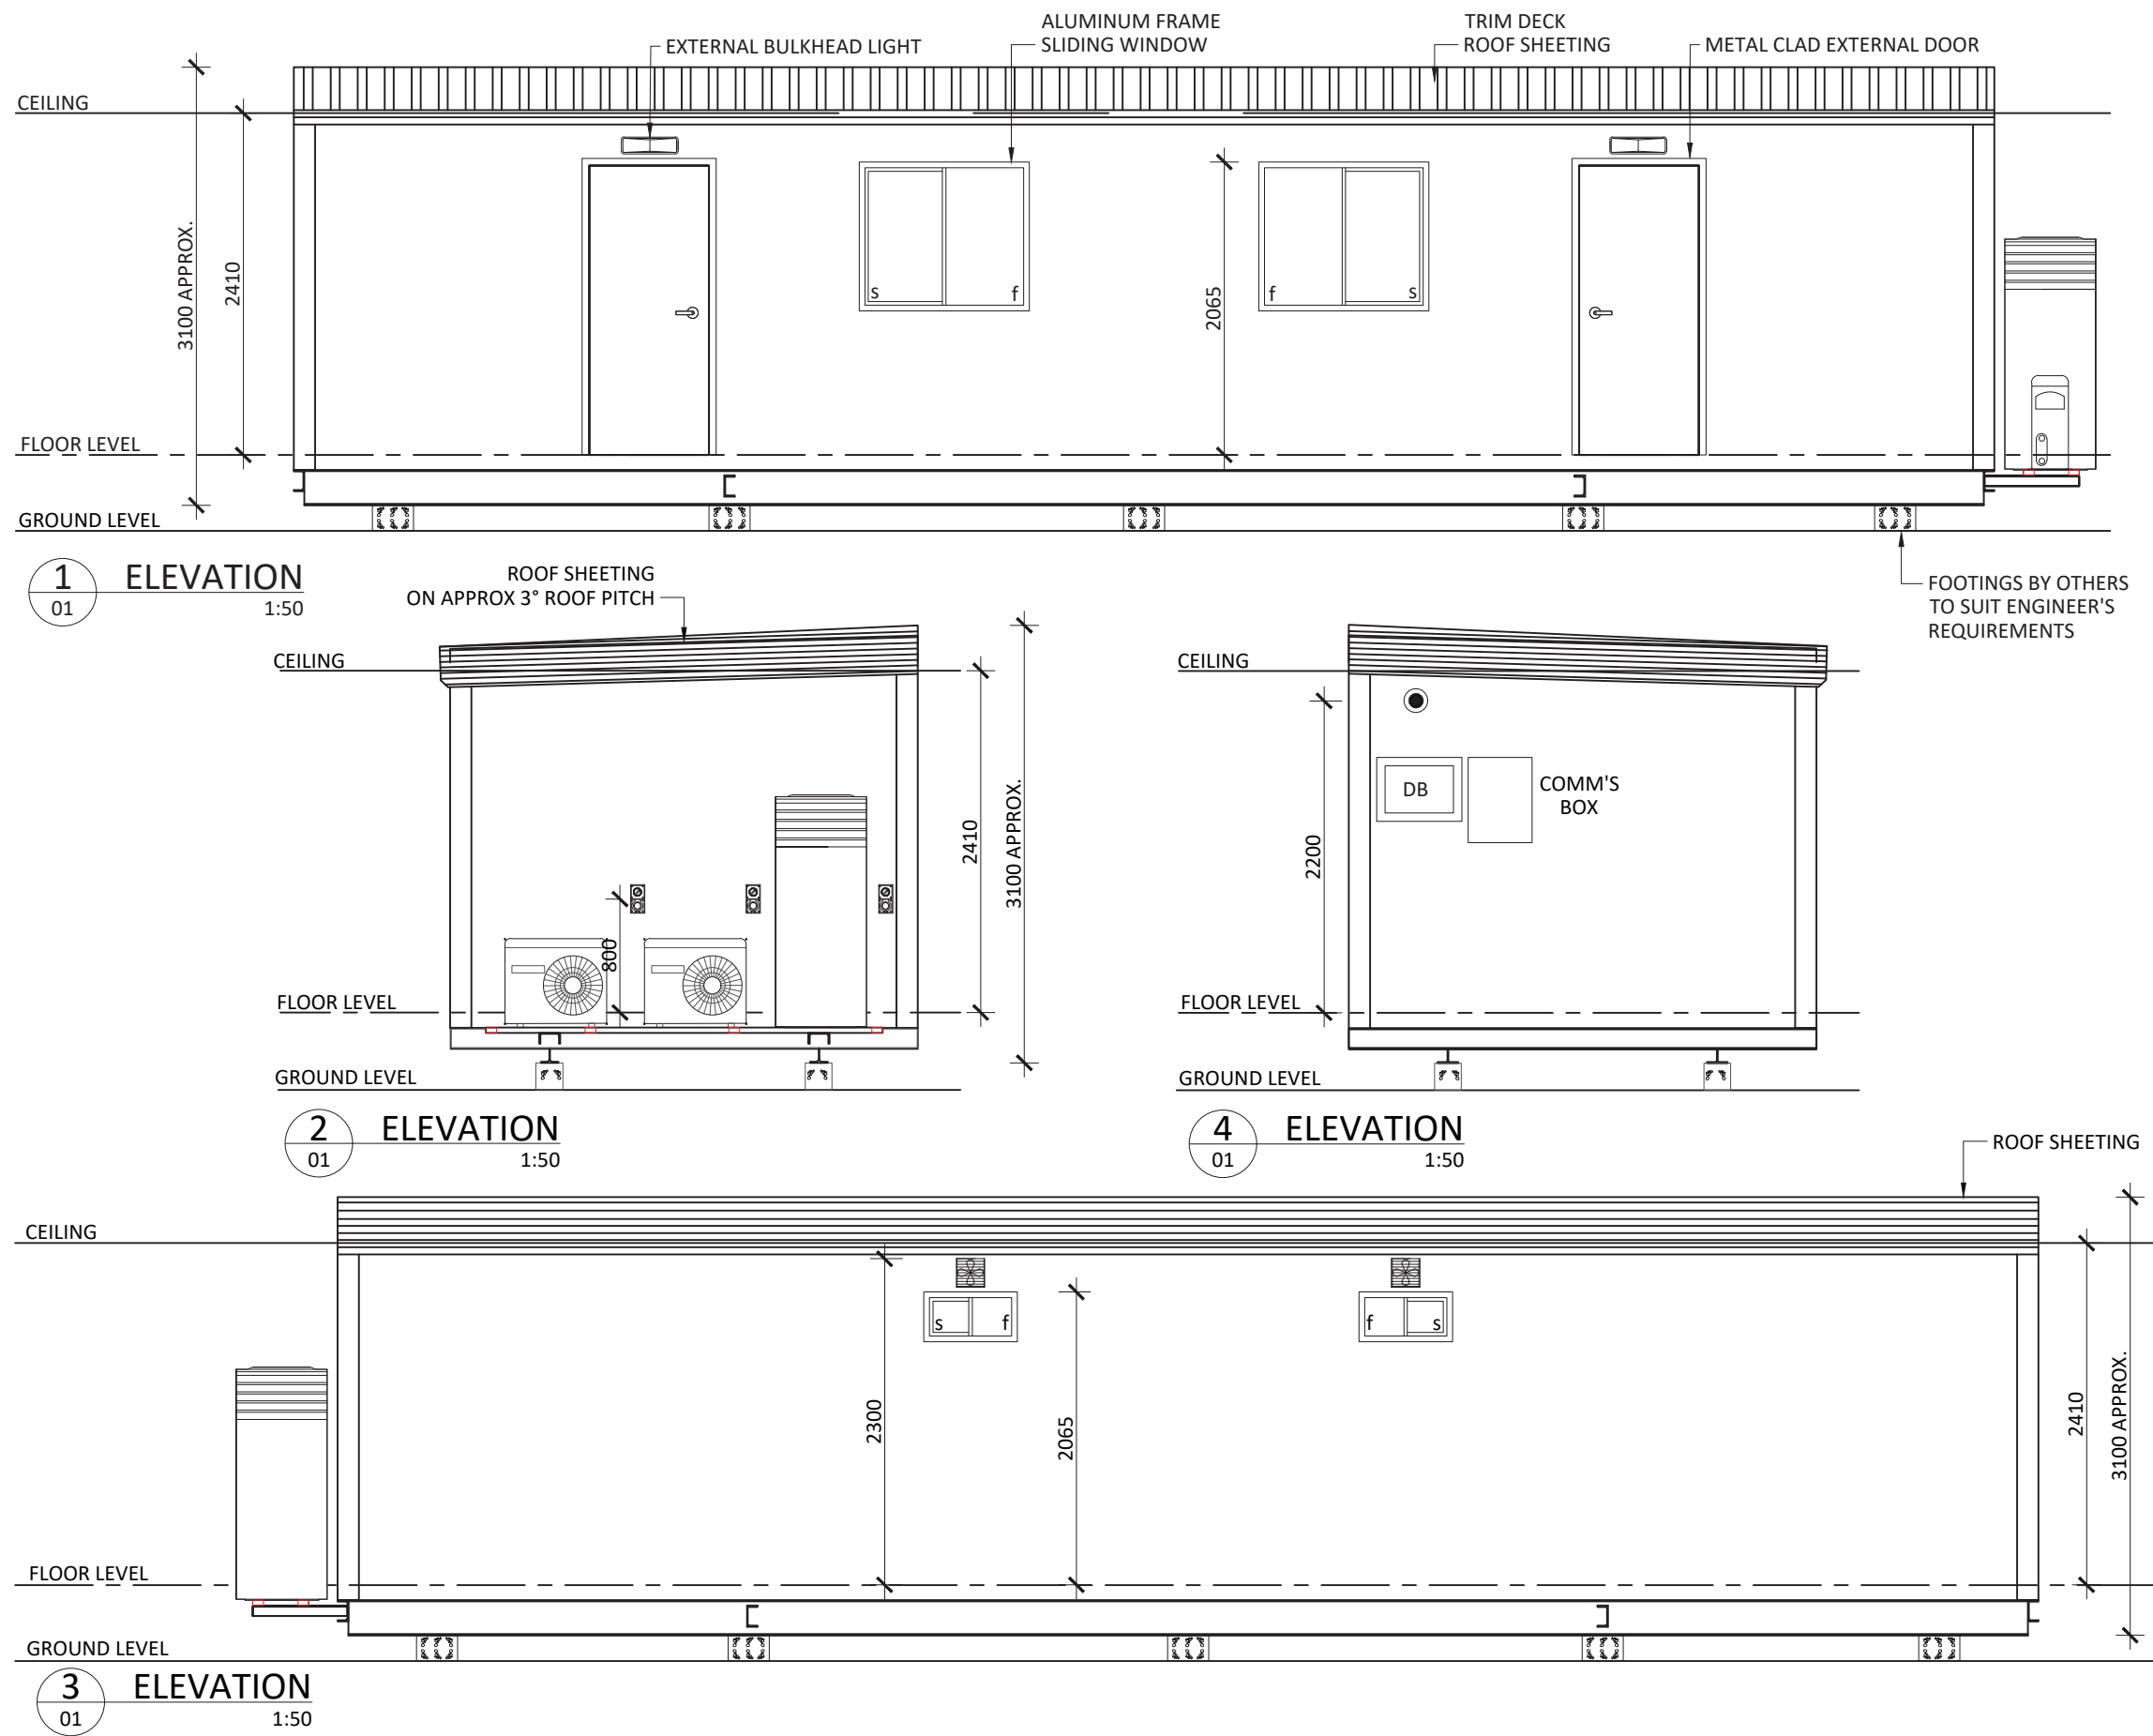 EXTERNAL BULKHEAD LIGHT
ALUMINUM FRAME
SLIDING WINDOW
TRIM DECK
ROOF SHEETING
METAL CLAD EXTERNAL DOOR
CEILING
3100 APPROX.
2410
s
f
2065
f
s
FLOOR LEVEL
GROUND LEVEL
1
01
ELEVATION
1:50
FOOTINGS BY OTHERS
TO SUIT ENGINEER'S
REQUIREMENTS
ROOF SHEETING
ON APPROX 3° ROOF PITCH
CEILING
800
2410
3100 APPROX.
FLOOR LEVEL
GROUND LEVEL
2
01
ELEVATION
1:50
CEILING
DB
COMM'S
BOX
2200
FLOOR LEVEL
GROUND LEVEL
4
01
ELEVATION
1:50
ROOF SHEETING
CEILING
s
f
f
s
2300
2065
2410
3100 APPROX.
FLOOR LEVEL
GROUND LEVEL
3
01
ELEVATION
1:50